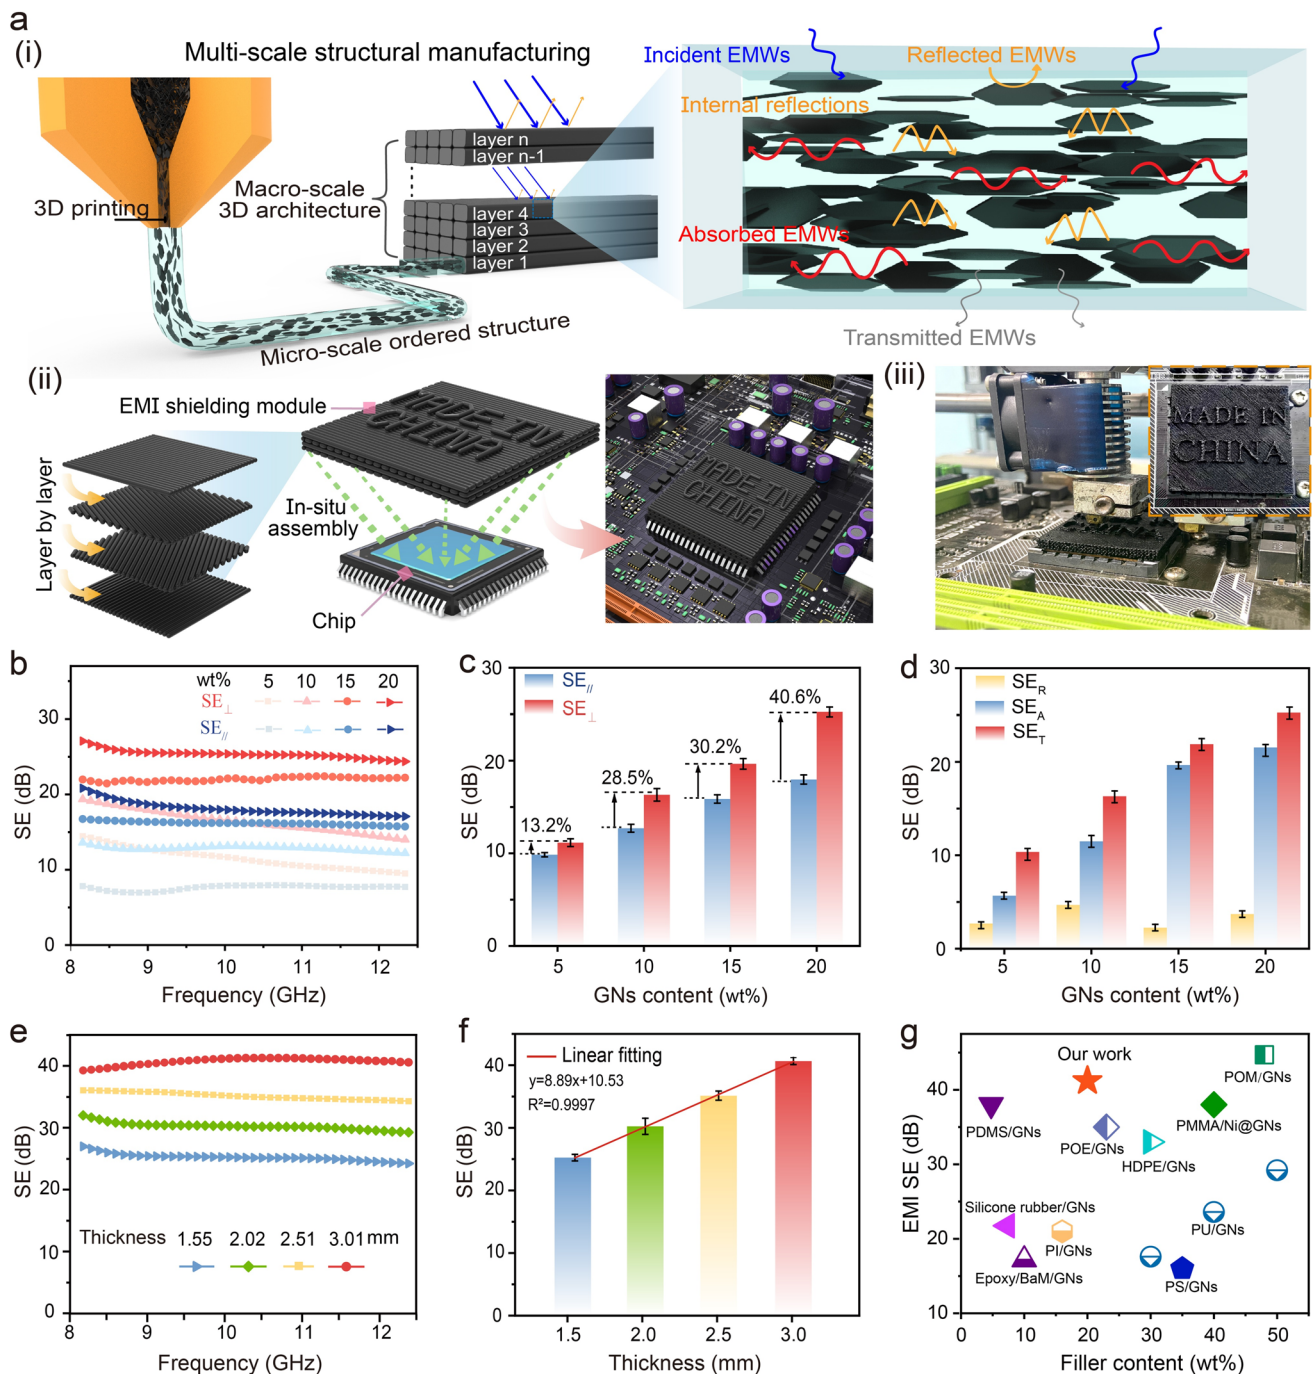 a
(i)
Multi-scale structural manufacturing
Incident EMWs
Reflected EMWs
Internal reflections
layer n
layer n-1
Macro-scale
3D architecture
3D printing
layer 4
layer 3
layer 2
layer 1
Absorbed EMWs
Micro-scale ordered structure
Transmitted EMWs
(ii)
EMI shielding module
MADE IN
CHINA
Layer by layer
In-situ
assembly
Chip
MADE IN
CHINA
(iii)
MADE IN
CHINA
b
wt% 5 10 15 20
SE⊥
SE//
SE (dB)
30
20
10
0
8 9 10 11 12
Frequency (GHz)
c
SE//
SE⊥
13.2%
28.5%
30.2%
40.6%
SE (dB)
30
20
10
0
5 10 15 20
GNs content (wt%)
d
SE_R
SE_A
SE_T
SE (dB)
30
20
10
0
5 10 15 20
GNs content (wt%)
e
SE (dB)
40
30
20
10
0
Thickness 1.55 2.02 2.51 3.01 mm
8 9 10 11 12
Frequency (GHz)
f
Linear fitting
y=8.89x+10.53
R²=0.9997
SE (dB)
40
30
20
10
0
1.5 2.0 2.5 3.0
Thickness (mm)
g
Our work
POM/GNs
PDMS/GNs
PMMA/Ni@GNs
POE/GNs
HDPE/GNs
Silicone rubber/GNs
PU/GNs
PI/GNs
Epoxy/BaM/GNs
PS/GNs
EMI SE (dB)
40
30
20
10
0 10 20 30 40 50
Filler content (wt%)